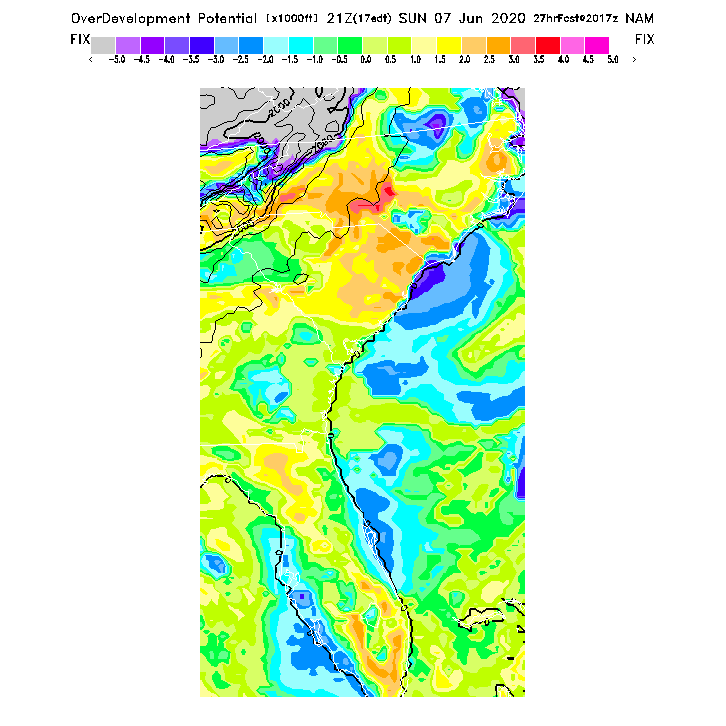 OverDevelopment Potential [x1000ft] 21Z(17edt) SUN 07 Jun 2020 27hrFcst@2017z NAM
FIX FIX
< -5.0 -4.5 -4.0 -3.5 -3.0 -2.5 -2.0 -1.5 -1.0 -0.5 0.0 0.5 1.0 1.5 2.0 2.5 3.0 3.5 4.0 4.5 5.0 >
2000